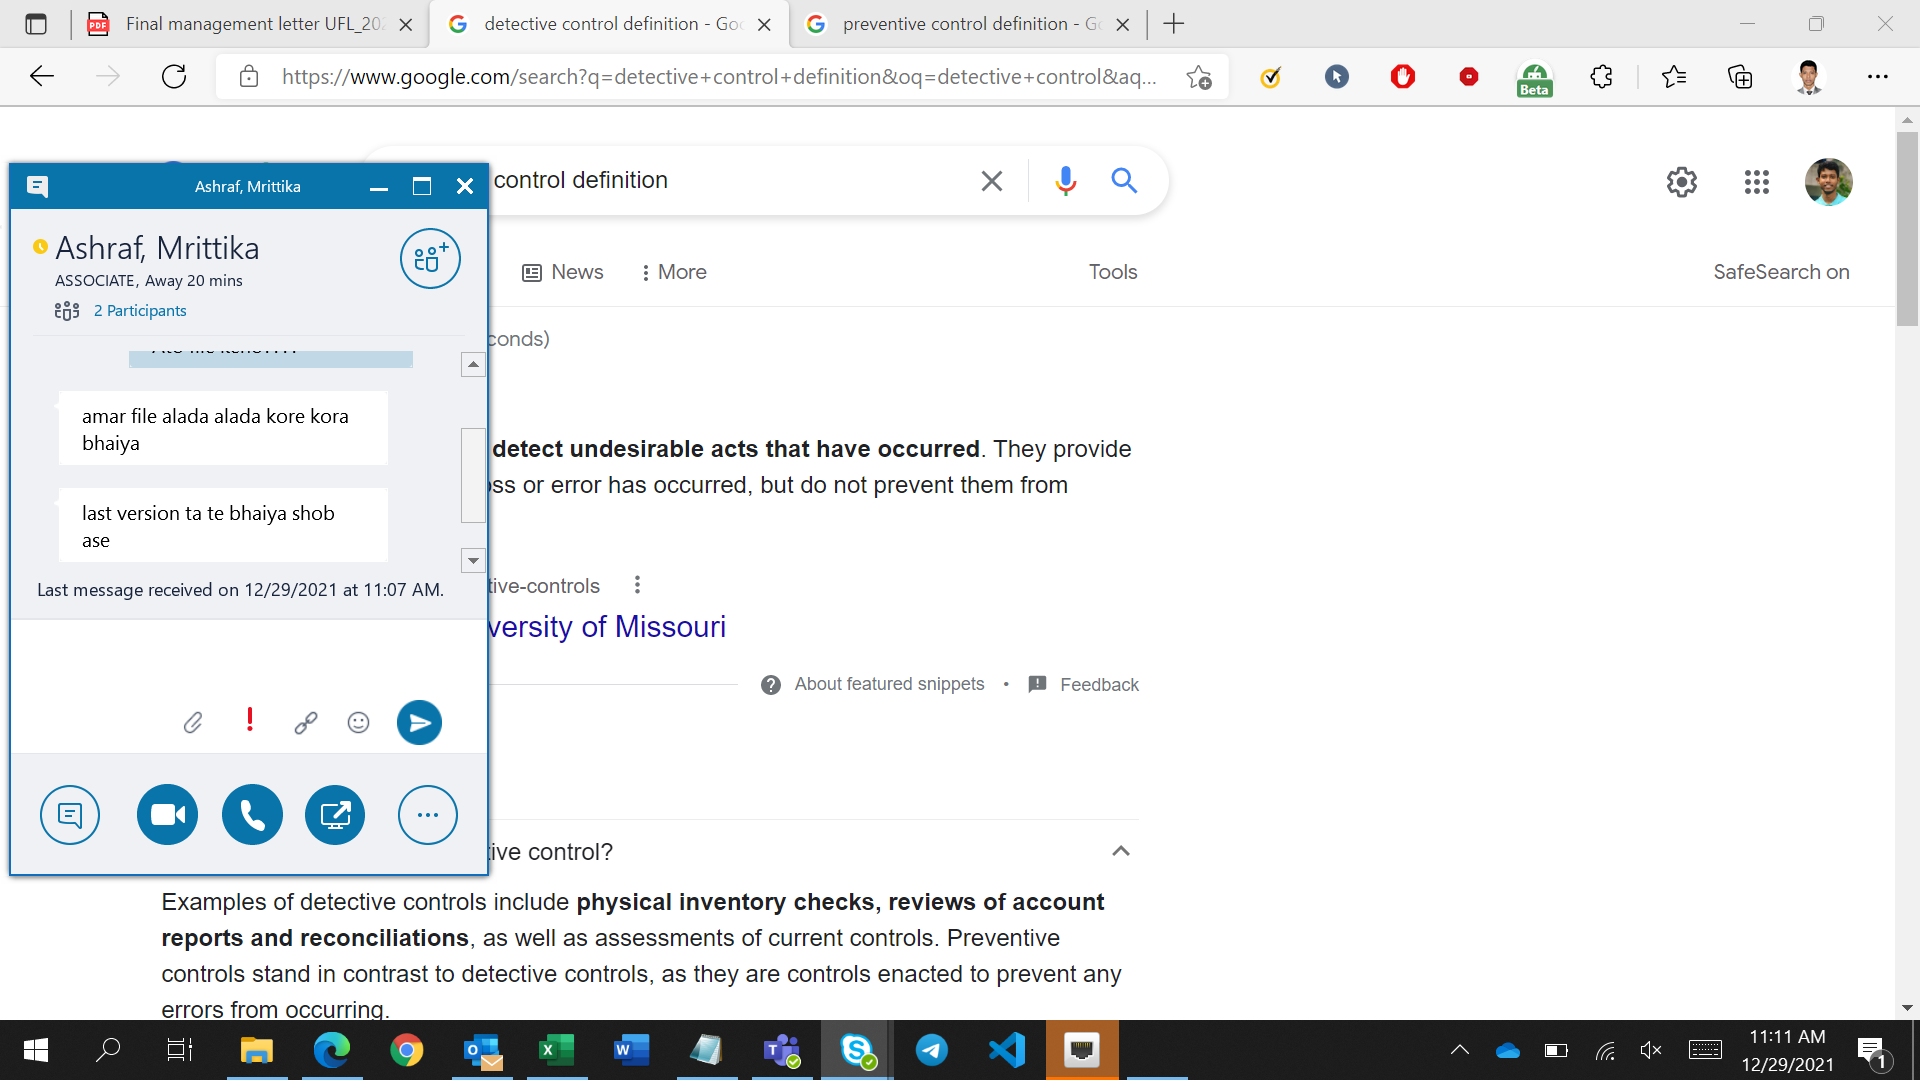 Final management letter UFL_202
detective control definition - Goo
preventive control definition - Go
https://www.google.com/search?q=detective+control+definition&oq=detective+control&aq...
Beta
control definition
News
More
Tools
SafeSearch on
conds)
detect undesirable acts that have occurred. They provide
ss or error has occurred, but do not prevent them from
tive-controls
versity of Missouri
About featured snippets • Feedback
tive control?
Examples of detective controls include physical inventory checks, reviews of account
reports and reconciliations, as well as assessments of current controls. Preventive
controls stand in contrast to detective controls, as they are controls enacted to prevent any
errors from occurring.
Ashraf, Mrittika
Ashraf, Mrittika
ASSOCIATE, Away 20 mins
2 Participants
amar file alada alada kore kora
bhaiya
last version ta te bhaiya shob
ase
Last message received on 12/29/2021 at 11:07 AM.
11:11 AM
12/29/2021
1